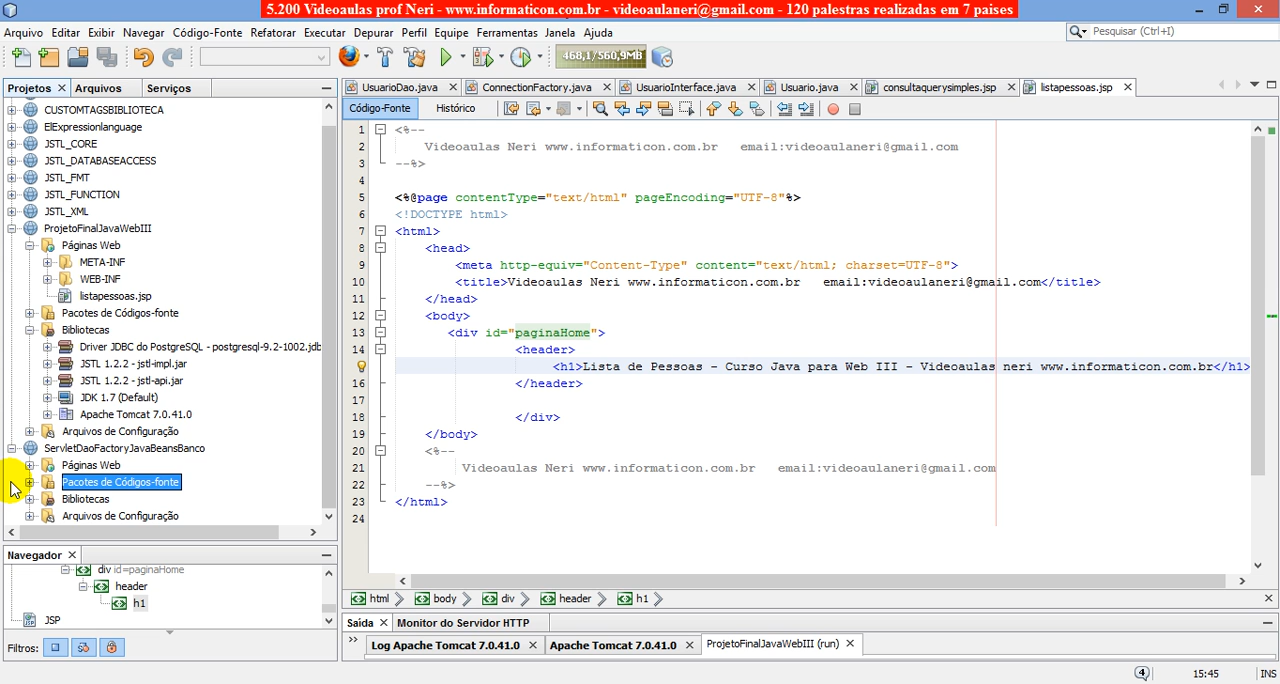 5.200 Videoaulas prof Neri - www.informaticon.com.br - videoaulaneri@gmail.com - 120 palestras realizadas em 7 paises
Arquivo Editar Exibir Navegar Código-Fonte Refatorar Executar Depurar Perfil Equipe Ferramentas Janela Ajuda
Pesquisar (Ctrl+I)
468,1/560,9MB
Projetos Arquivos Serviços
UsuarioDao.java ConnectionFactory.java UsuarioInterface.java Usuario.java consultaquerysimples.jsp listapessoas.jsp
Código-Fonte Histórico
CUSTOMTAGSBIBLIOTECA
ElExpressionlanguage
JSTL_CORE
JSTL_DATABASEACCESS
JSTL_FMT
JSTL_FUNCTION
JSTL_XML
ProjetoFinalJavaWebIII
Páginas Web
META-INF
WEB-INF
listapessoas.jsp
Pacotes de Códigos-fonte
Bibliotecas
Driver JDBC do PostgreSQL - postgresql-9.2-1002.jdb
JSTL 1.2.2 - jstl-impl.jar
JSTL 1.2.2 - jstl-api.jar
JDK 1.7 (Default)
Apache Tomcat 7.0.41.0
Arquivos de Configuração
ServletDaoFactoryJavaBeansBanco
Páginas Web
Pacotes de Códigos-fonte
Bibliotecas
Arquivos de Configuração
1 <%--
2 Videoaulas Neri www.informaticon.com.br email:videoaulaneri@gmail.com
3 --%>
4
5 <%@page contentType="text/html" pageEncoding="UTF-8"%>
6 <!DOCTYPE html>
7 <html>
8 <head>
9 <meta http-equiv="Content-Type" content="text/html; charset=UTF-8">
10 <title>Videoaulas Neri www.informaticon.com.br email:videoaulaneri@gmail.com</title>
11 </head>
12 <body>
13 <div id="paginaHome">
14 <header>
<h1>Lista de Pessoas - Curso Java para Web III - Videoaulas neri www.informaticon.com.br</h1>
16 </header>
17
18 </div>
19 </body>
20 <%--
21 Videoaulas Neri www.informaticon.com.br email:videoaulaneri@gmail.com
22 --%>
23 </html>
24
Navegador
div id=paginaHome
header
h1
JSP
Filtros:
html body div header h1
Saída Monitor do Servidor HTTP
Log Apache Tomcat 7.0.41.0 Apache Tomcat 7.0.41.0 ProjetoFinalJavaWebIII (run)
4 15:45 INS